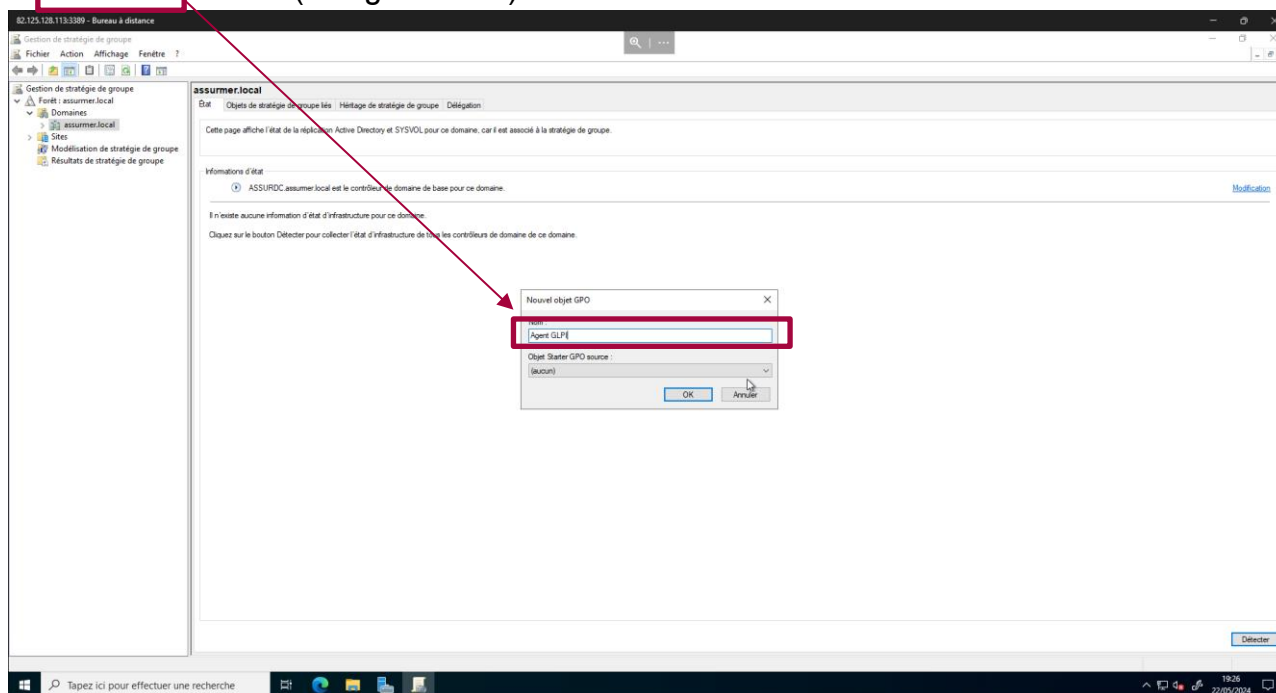 82.125.128.113:3389 - Bureau à distance
Gestion de stratégie de groupe
Fichier Action Affichage Fenêtre ?
Gestion de stratégie de groupe
Forêt : assurmer.local
Domaines
assurmer.local
Sites
Modélisation de stratégie de groupe
Résultats de stratégie de groupe
assurmer.local
État Objets de stratégie de groupe liés Héritage de stratégie de groupe Délégation
Cette page affiche l'état de la réplication Active Directory et SYSVOL pour ce domaine, car il est associé à la stratégie de groupe.
Informations d'état
ASSURDC.assurmer.local est le contrôleur de domaine de base pour ce domaine.
Modification
Il n'existe aucune information d'état d'infrastructure pour ce domaine.
Cliquez sur le bouton Détecter pour collecter l'état d'infrastructure de tous les contrôleurs de domaine de ce domaine.
Nouvel objet GPO
Nom :
Agent GLPI
Objet Starter GPO source :
(aucun)
OK Annuler
Détecter
Tapez ici pour effectuer une recherche
19:26
22/05/2024